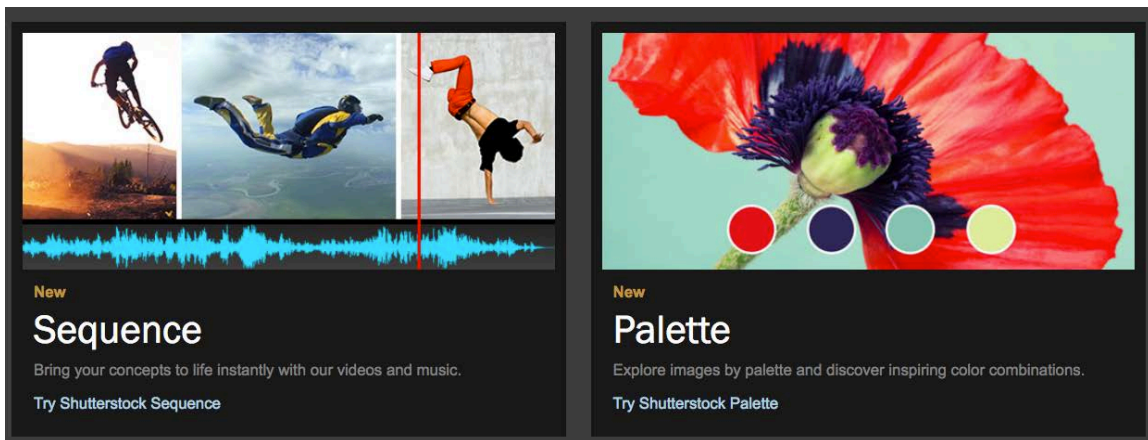 New
Sequence
Bring your concepts to life instantly with our videos and music.
Try Shutterstock Sequence
New
Palette
Explore images by palette and discover inspiring color combinations.
Try Shutterstock Palette